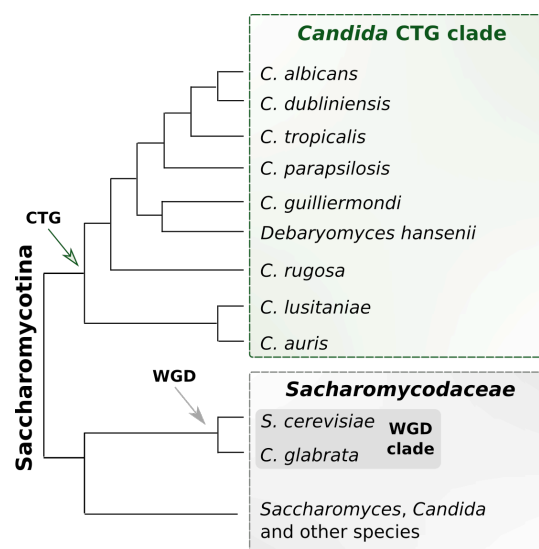 Candida CTG clade
C. albicans
C. dubliniensis
C. tropicalis
C. parapsilosis
C. guilliermondi
Debaryomyces hansenii
C. rugosa
C. lusitaniae
C. auris
CTG
Saccharomycotina
WGD
Sacharomycodaceae
S. cerevisiae
C. glabrata
WGD
clade
Saccharomyces, Candida
and other species